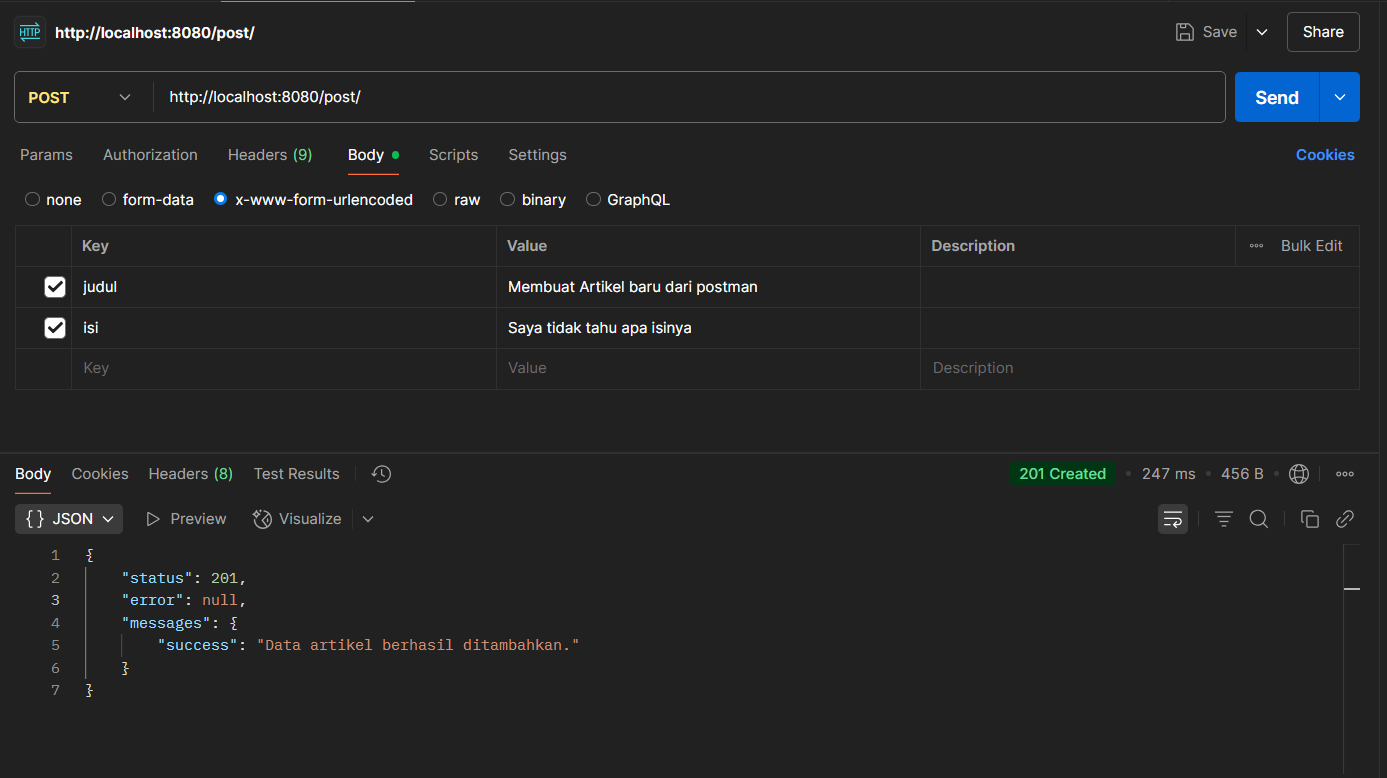 HTTP http://localhost:8080/post/ Save Share
POST http://localhost:8080/post/ Send
Params Authorization Headers (9) Body Scripts Settings Cookies
none form-data x-www-form-urlencoded raw binary GraphQL
Key Value Description Bulk Edit
judul Membuat Artikel baru dari postman
isi Saya tidak tahu apa isinya
Key Value Description
Body Cookies Headers (8) Test Results 201 Created 247 ms 456 B
{} JSON Preview Visualize
1 {
2 "status": 201,
3 "error": null,
4 "messages": {
5 "success": "Data artikel berhasil ditambahkan."
6 }
7 }